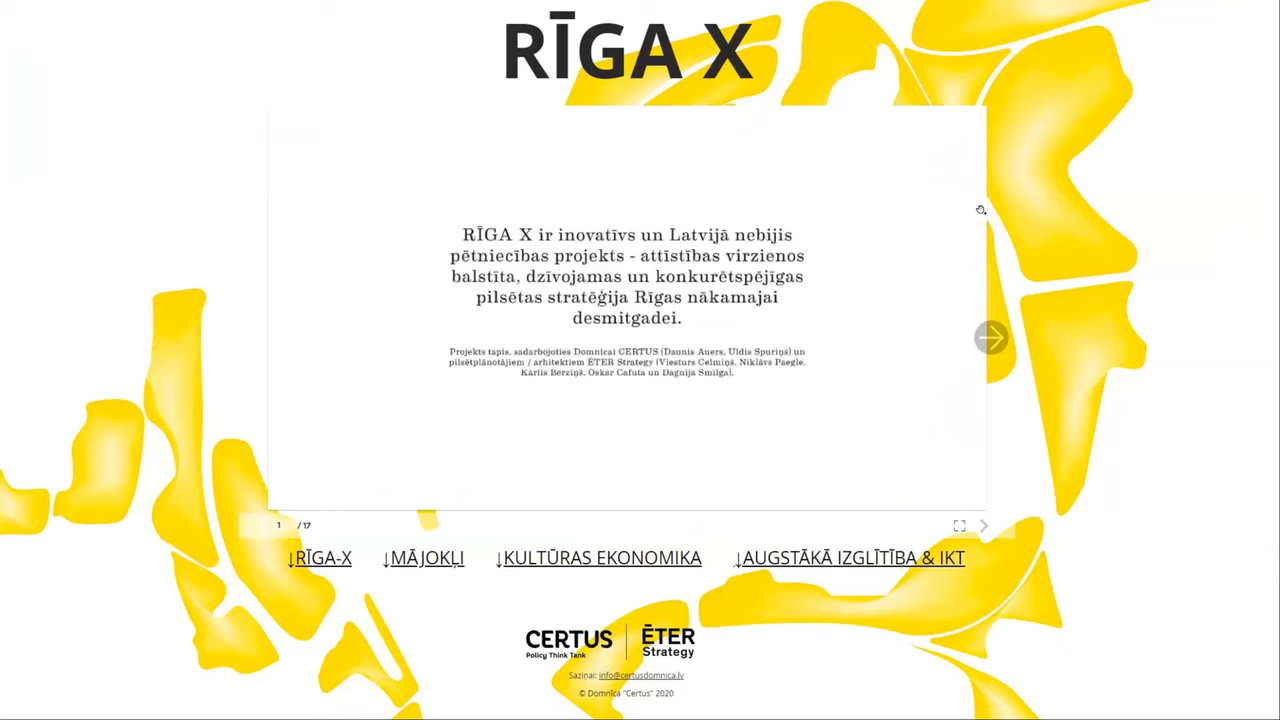 RĪGA X
RĪGA X ir inovatīvs un Latvijā nebijis
pētniecības projekts - attīstības virzienos
balstīta, dzīvojamas un konkurētspējīgas
pilsētas stratēģija Rīgas nākamajai
desmitgadei.
Projekts tapis, sadarbojoties Domnīcai CERTUS (Daunis Auers, Uldis Spuriņš) un
pilsētplānotājiem / arhitektiem ĒTER Strategy (Viesturs Celmiņš, Niklāvs Paegle,
Kārlis Bērziņš, Oskar Cafuta un Dagnija Smilga).
1 / 17
↓RĪGA-X ↓MĀJOKĻI ↓KULTŪRAS EKONOMIKA ↓AUGSTĀKĀ IZGLĪTĪBA & IKT
CERTUS
Policy Think Tank
ĒTER
Strategy
Saziņai: info@certusdomnica.lv
© Domnīca "Certus" 2020